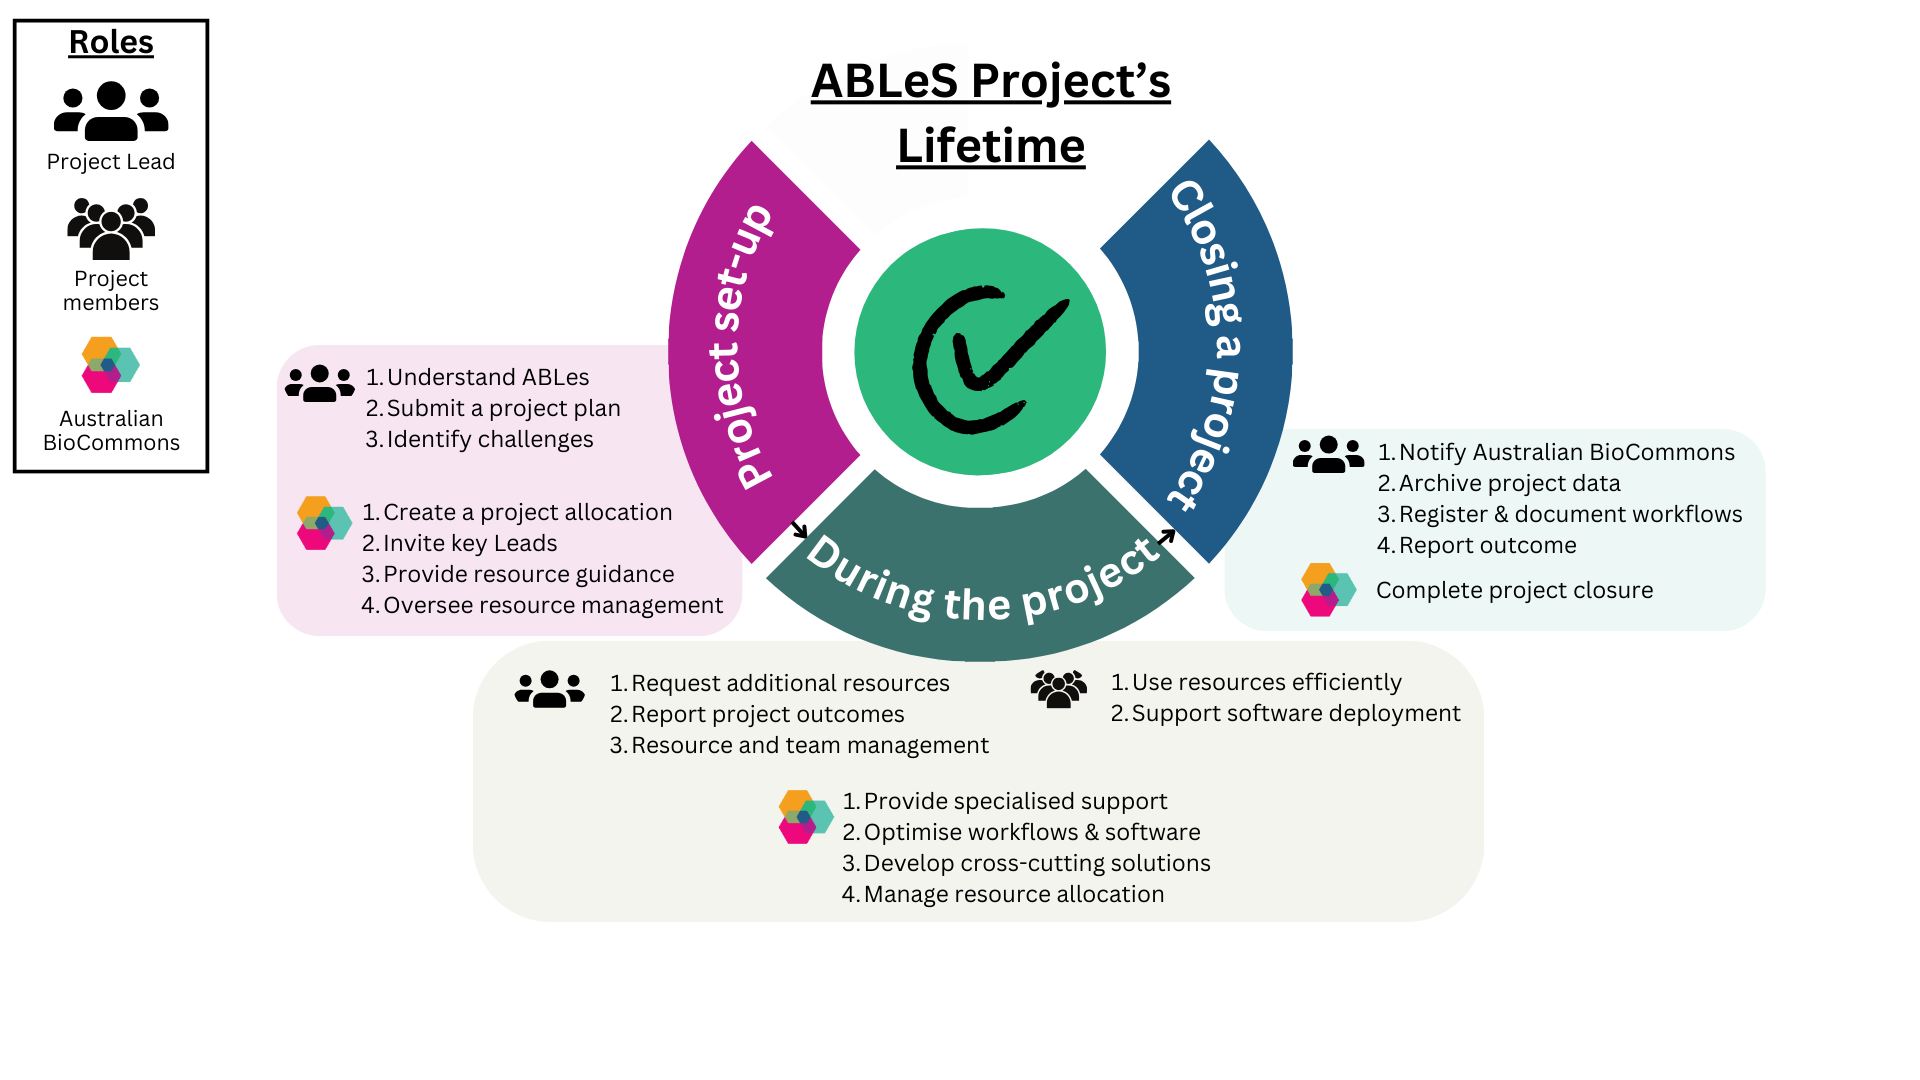 Roles
Project Lead
Project
members
Australian
BioCommons
ABLeS Project’s
Lifetime
Project set-up
1. Understand ABLes
2. Submit a project plan
3. Identify challenges
1. Create a project allocation
2. Invite key Leads
3. Provide resource guidance
4. Oversee resource management
During the project
1. Request additional resources
2. Report project outcomes
3. Resource and team management
1. Use resources efficiently
2. Support software deployment
1. Provide specialised support
2. Optimise workflows & software
3. Develop cross-cutting solutions
4. Manage resource allocation
Closing a project
1. Notify Australian BioCommons
2. Archive project data
3. Register & document workflows
4. Report outcome
Complete project closure